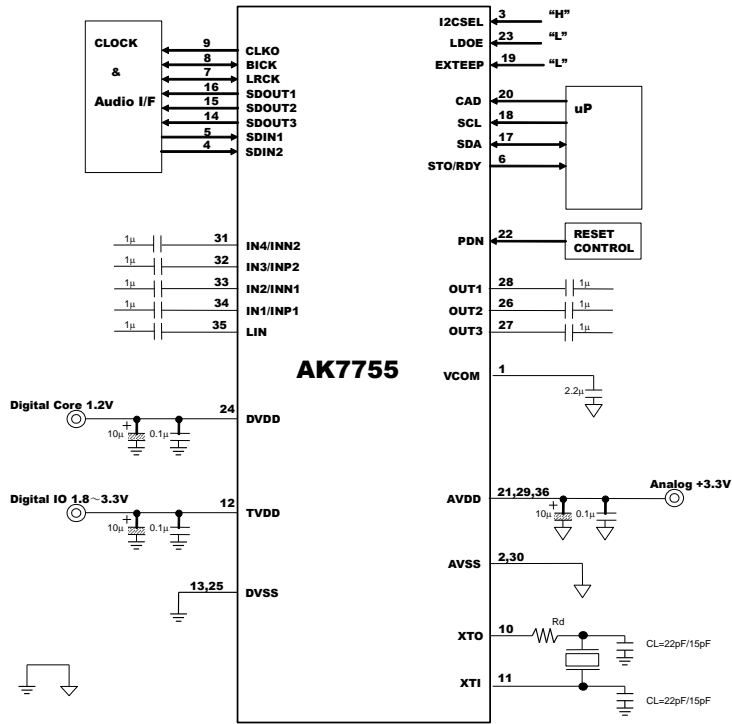 CLOCK
&
Audio I/F
9 CLKO
8 BICK
7 LRCK
16 SDOUT1
15 SDOUT2
14 SDOUT3
5 SDIN1
4 SDIN2
I2CSEL 3 “H”
LDOE 23 “L”
EXTEEP 19 “L”
CAD 20
SCL 18
SDA 17
STO/RDY 6
uP
PDN 22
RESET
CONTROL
1μ 31 IN4/INN2
1μ 32 IN3/INP2
1μ 33 IN2/INN1
1μ 34 IN1/INP1
1μ 35 LIN
OUT1 28 1μ
OUT2 26 1μ
OUT3 27 1μ
AK7755
VCOM 1
2.2μ
Digital Core 1.2V
24 DVDD
+
10μ 0.1μ
Digital IO 1.8～3.3V
12 TVDD
+
10μ 0.1μ
13,25 DVSS
AVDD 21,29,36
Analog +3.3V
+
10μ 0.1μ
AVSS 2,30
XTO 10
Rd
CL=22pF/15pF
XTI 11
CL=22pF/15pF